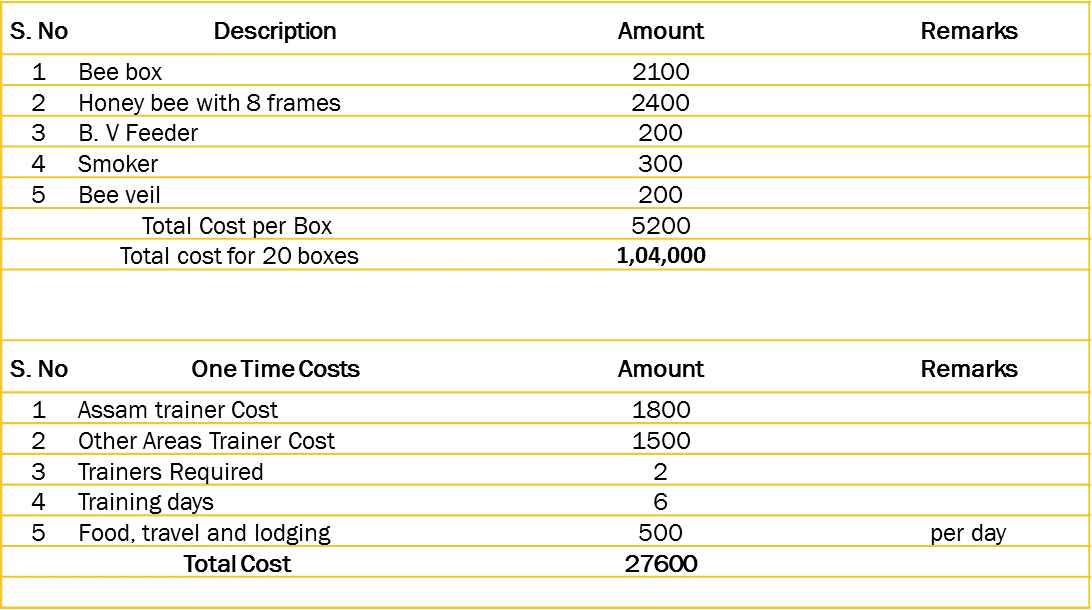 S. No Description Amount Remarks
1 Bee box 2100
2 Honey bee with 8 frames 2400
3 B. V Feeder 200
4 Smoker 300
5 Bee veil 200
Total Cost per Box 5200
Total cost for 20 boxes 1,04,000
S. No One Time Costs Amount Remarks
1 Assam trainer Cost 1800
2 Other Areas Trainer Cost 1500
3 Trainers Required 2
4 Training days 6
5 Food, travel and lodging 500 per day
Total Cost 27600